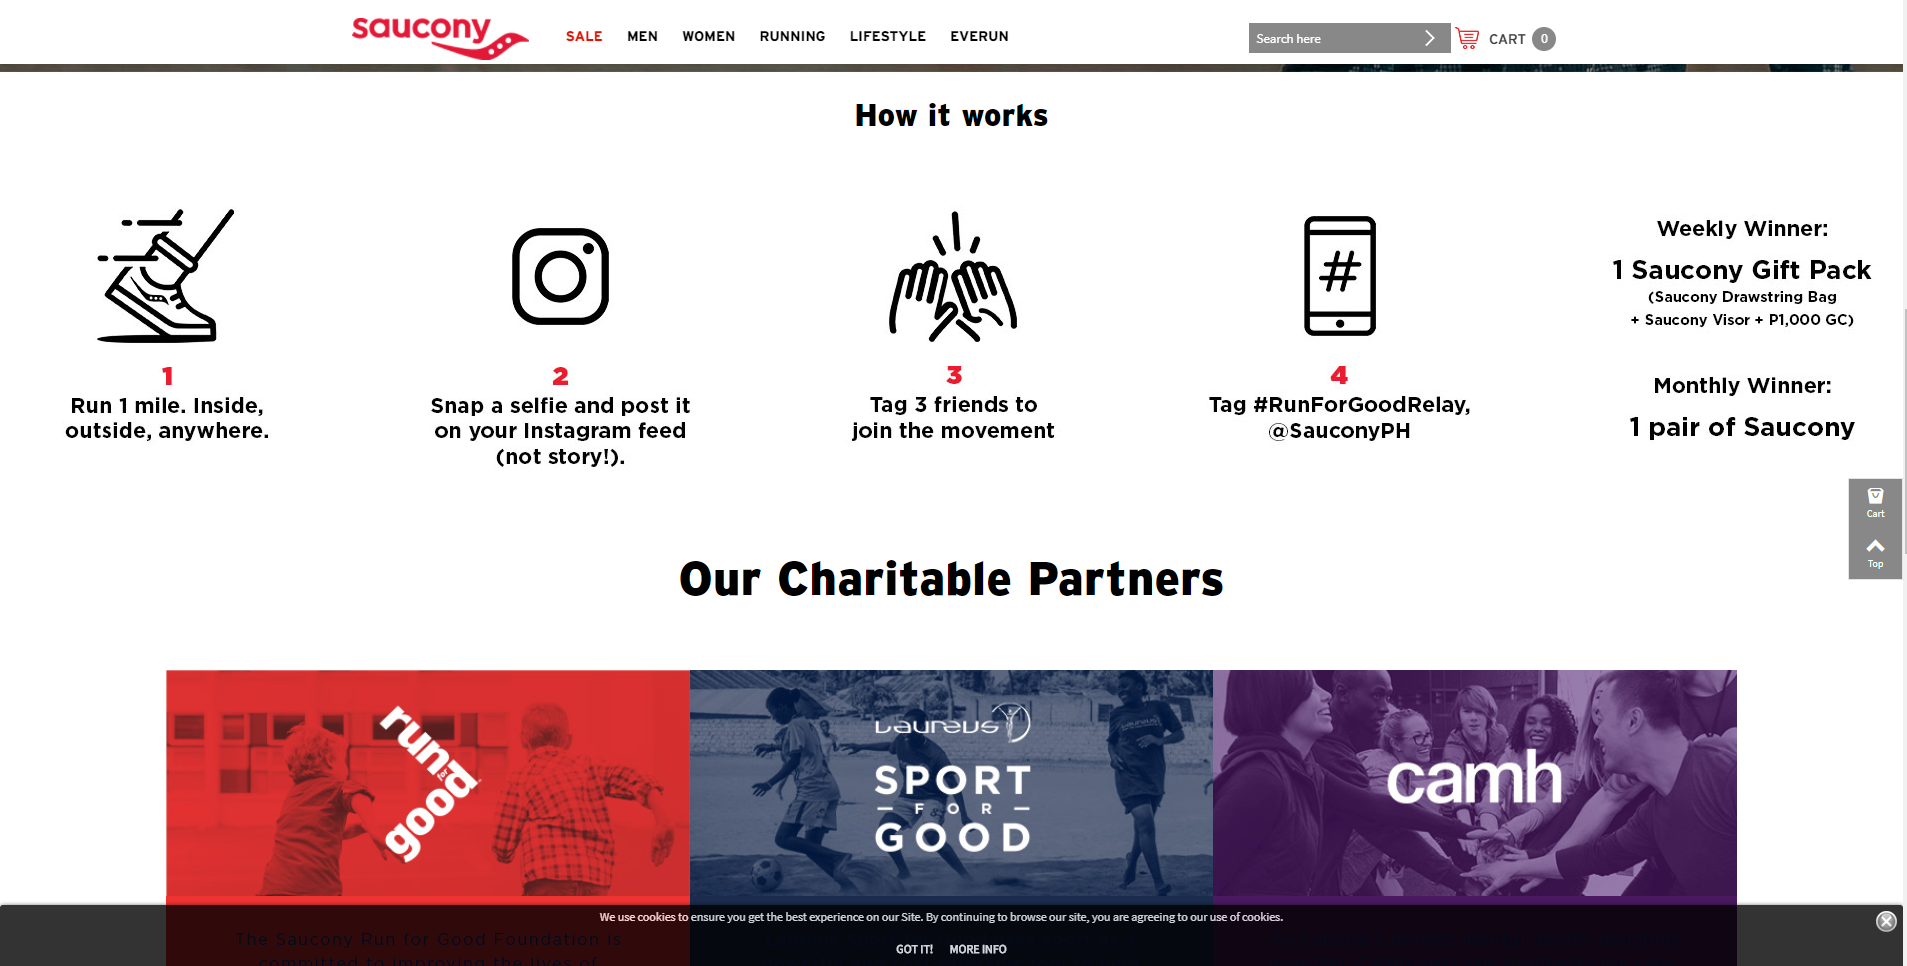 saucony
SALE MEN WOMEN RUNNING LIFESTYLE EVERUN
Search here
CART 0
How it works
1
Run 1 mile. Inside,
outside, anywhere.
2
Snap a selfie and post it
on your Instagram feed
(not story!).
3
Tag 3 friends to
join the movement
#
4
Tag #RunForGoodRelay,
@SauconyPH
Weekly Winner:
1 Saucony Gift Pack
(Saucony Drawstring Bag
+ Saucony Visor + P1,000 GC)
Monthly Winner:
1 pair of Saucony
Cart
Top
Our Charitable Partners
run
for
good
LAUREUS
SPORT
FOR
GOOD
camh
We use cookies to ensure you get the best experience on our Site. By continuing to browse our site, you are agreeing to our use of cookies.
The Saucony Run for Good Foundation is
committed to improving the lives of
GOT IT! MORE INFO